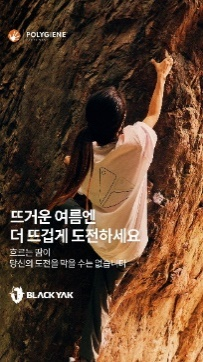 POLYGIENE
뜨거운 여름엔
더 뜨겁게 도전하세요
흐르는 땀이
당신의 도전을 막을 수는 없습니다
BLACKYAK